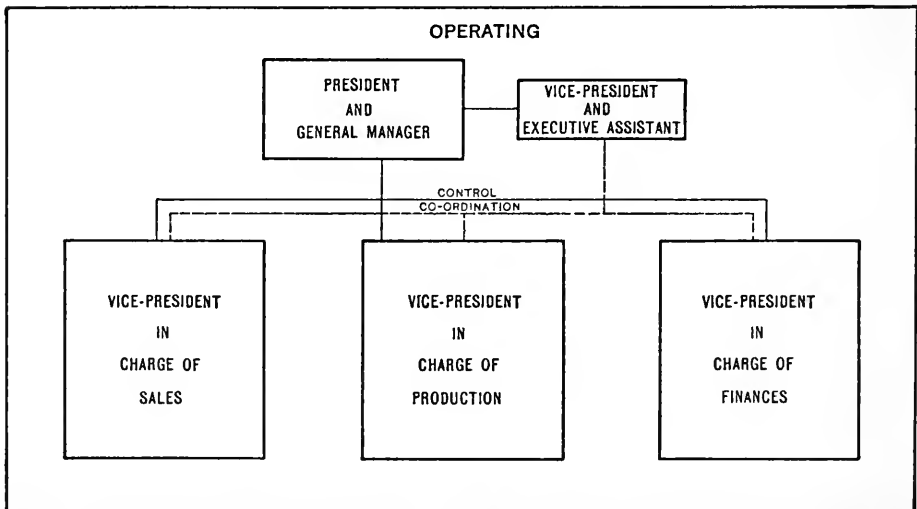 OPERATING
PRESIDENT
AND
GENERAL MANAGER
VICE-PRESIDENT
AND
EXECUTIVE ASSISTANT
CONTROL
CO-ORDINATION
VICE-PRESIDENT
IN
CHARGE OF
SALES
VICE-PRESIDENT
IN
CHARGE OF
PRODUCTION
VICE-PRESIDENT
IN
CHARGE OF
FINANCES